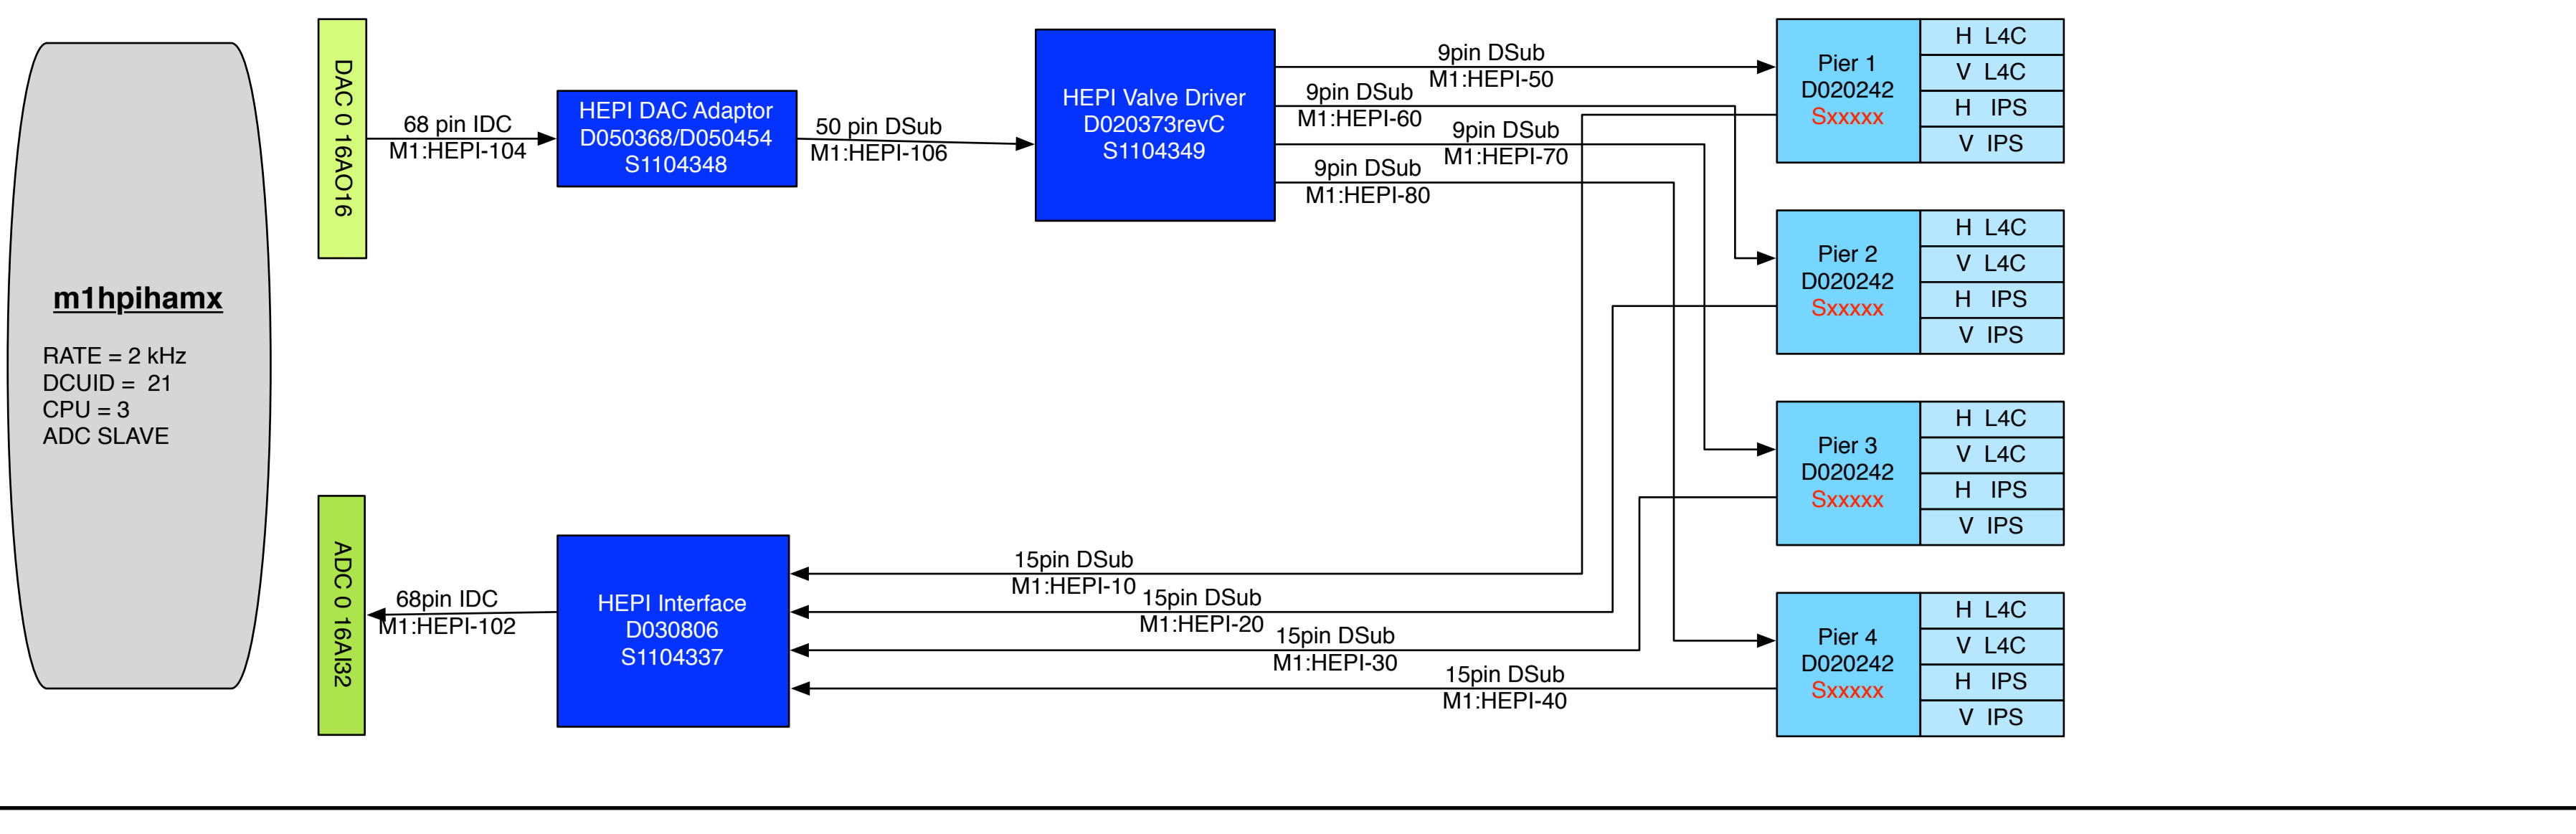 m1hpihamx
RATE = 2 kHz
DCUID =  21
CPU = 3
ADC SLAVE
DAC 0 16AO16
68 pin IDC
M1:HEPI-104
HEPI DAC Adaptor
D050368/D050454
S1104348
50 pin DSub
M1:HEPI-106
HEPI Valve Driver
D020373revC
S1104349
9pin DSub
M1:HEPI-50
9pin DSub
M1:HEPI-60
9pin DSub
M1:HEPI-70
9pin DSub
M1:HEPI-80
Pier 1
D020242
Sxxxxx
H L4C
V L4C
H IPS
V IPS
Pier 2
D020242
Sxxxxx
H L4C
V L4C
H IPS
V IPS
Pier 3
D020242
Sxxxxx
H L4C
V L4C
H IPS
V IPS
Pier 4
D020242
Sxxxxx
H L4C
V L4C
H IPS
V IPS
ADC 0 16AI32
68pin IDC
M1:HEPI-102
HEPI Interface
D030806
S1104337
15pin DSub
M1:HEPI-10
15pin DSub
M1:HEPI-20
15pin DSub
M1:HEPI-30
15pin DSub
M1:HEPI-40